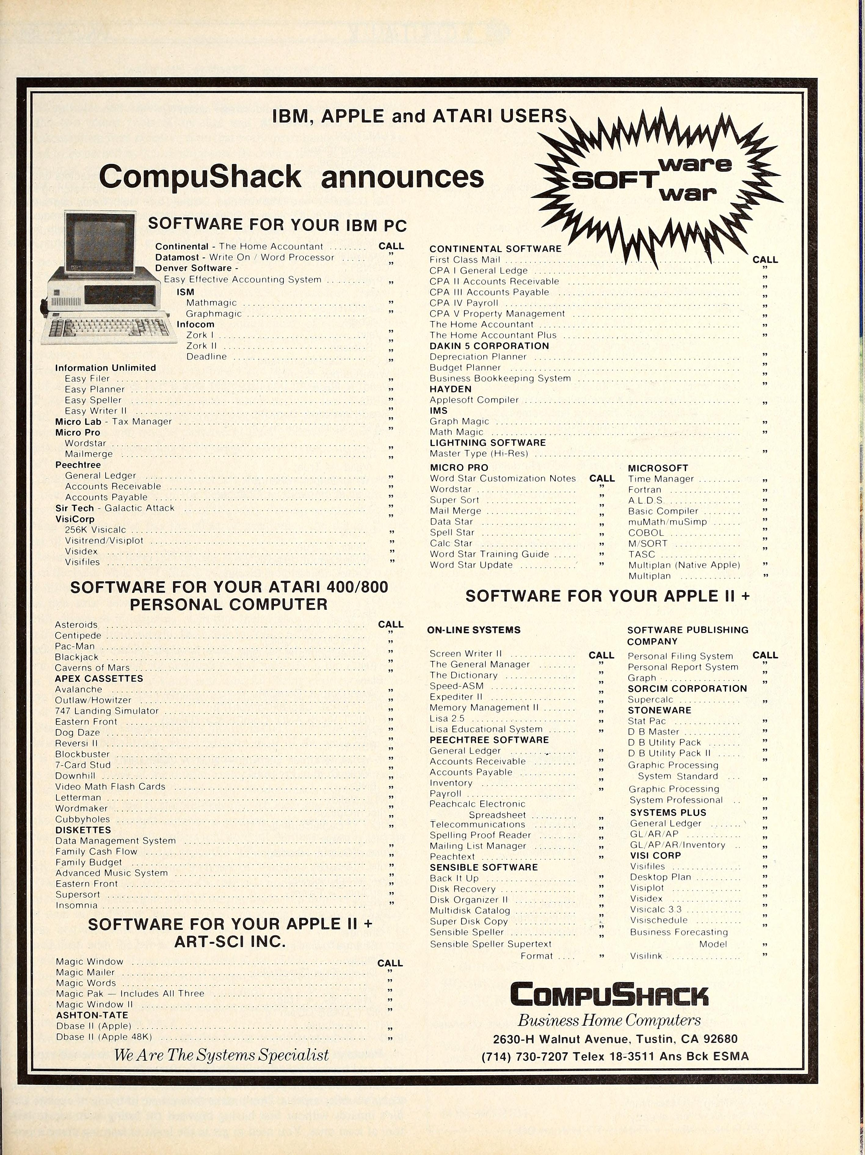 IBM, APPLE and ATARI USERS
CompuShack announces
SOFT ware war
SOFTWARE FOR YOUR IBM PC
Continental - The Home Accountant ........ CALL
Datamost - Write On / Word Processor ..... "
Denver Software - "
Easy Effective Accounting System ........ "
ISM
Mathmagic "
Graphmagic "
Infocom
Zork I "
Zork II "
Deadline "
Information Unlimited
Easy Filer "
Easy Planner "
Easy Speller "
Easy Writer II "
Micro Lab - Tax Manager "
Micro Pro
Wordstar "
Mailmerge "
Peechtree
General Ledger "
Accounts Receivable "
Accounts Payable "
Sir Tech - Galactic Attack "
VisiCorp
256K Visicalc "
Visitrend/Visiplot "
Visidex "
Visifiles "
SOFTWARE FOR YOUR ATARI 400/800
PERSONAL COMPUTER
Asteroids CALL
Centipede "
Pac-Man "
Blackjack "
Caverns of Mars "
APEX CASSETTES
Avalanche "
Outlaw/Howitzer "
747 Landing Simulator "
Eastern Front "
Dog Daze "
Reversi II "
Blockbuster "
7-Card Stud "
Downhill "
Video Math Flash Cards "
Letterman "
Wordmaker "
Cubbyholes "
DISKETTES
Data Management System "
Family Cash Flow "
Family Budget "
Advanced Music System "
Eastern Front "
Supersort "
Insomnia "
SOFTWARE FOR YOUR APPLE II +
ART-SCI INC.
Magic Window CALL
Magic Mailer "
Magic Words "
Magic Pak — Includes All Three "
Magic Window II "
ASHTON-TATE
Dbase II (Apple) "
Dbase II (Apple 48K) "
We Are The Systems Specialist
CONTINENTAL SOFTWARE
First Class Mail CALL
CPA I General Ledge "
CPA II Accounts Receivable "
CPA III Accounts Payable "
CPA IV Payroll "
CPA V Property Management "
The Home Accountant "
The Home Accountant Plus "
DAKIN 5 CORPORATION
Depreciation Planner "
Budget Planner "
Business Bookkeeping System "
HAYDEN
Applesoft Compiler "
IMS
Graph Magic "
Math Magic "
LIGHTNING SOFTWARE
Master Type (Hi-Res) "
MICRO PRO
Word Star Customization Notes CALL
Wordstar "
Super Sort "
Mail Merge "
Data Star "
Spell Star "
Calc Star "
Word Star Training Guide "
Word Star Update "
MICROSOFT
Time Manager "
Fortran "
A.L.D.S. "
Basic Compiler "
muMath/muSimp "
COBOL "
M/SORT "
TASC "
Multiplan (Native Apple) "
Multiplan "
SOFTWARE FOR YOUR APPLE II +
ON-LINE SYSTEMS
Screen Writer II CALL
The General Manager "
The Dictionary "
Speed-ASM "
Expediter II "
Memory Management II "
Lisa 2.5 "
Lisa Educational System "
PEECHTREE SOFTWARE
General Ledger "
Accounts Receivable "
Accounts Payable "
Inventory "
Payroll "
Peachcalc Electronic
Spreadsheet "
Telecommunications "
Spelling Proof Reader "
Mailing List Manager "
Peachtext "
SENSIBLE SOFTWARE
Back It Up "
Disk Recovery "
Disk Organizer II "
Multidisk Catalog "
Super Disk Copy "
Sensible Speller "
Sensible Speller Supertext
Format "
SOFTWARE PUBLISHING
COMPANY
Personal Filing System CALL
Personal Report System "
Graph "
SORCIM CORPORATION
Supercalc "
STONEWARE
Stat Pac "
D B Master "
D B Utility Pack "
D B Utility Pack II "
Graphic Processing
System Standard "
Graphic Processing
System Professional "
SYSTEMS PLUS
General Ledger "
GL/AR/AP "
GL/AP/AR/Inventory "
VISI CORP
Visifiles "
Desktop Plan "
Visiplot "
Visidex "
Visicalc 3.3 "
Visischedule "
Business Forecasting
Model "
Visilink "
COMPUSHACK
Business Home Computers
2630-H Walnut Avenue, Tustin, CA 92680
(714) 730-7207 Telex 18-3511 Ans Bck ESMA